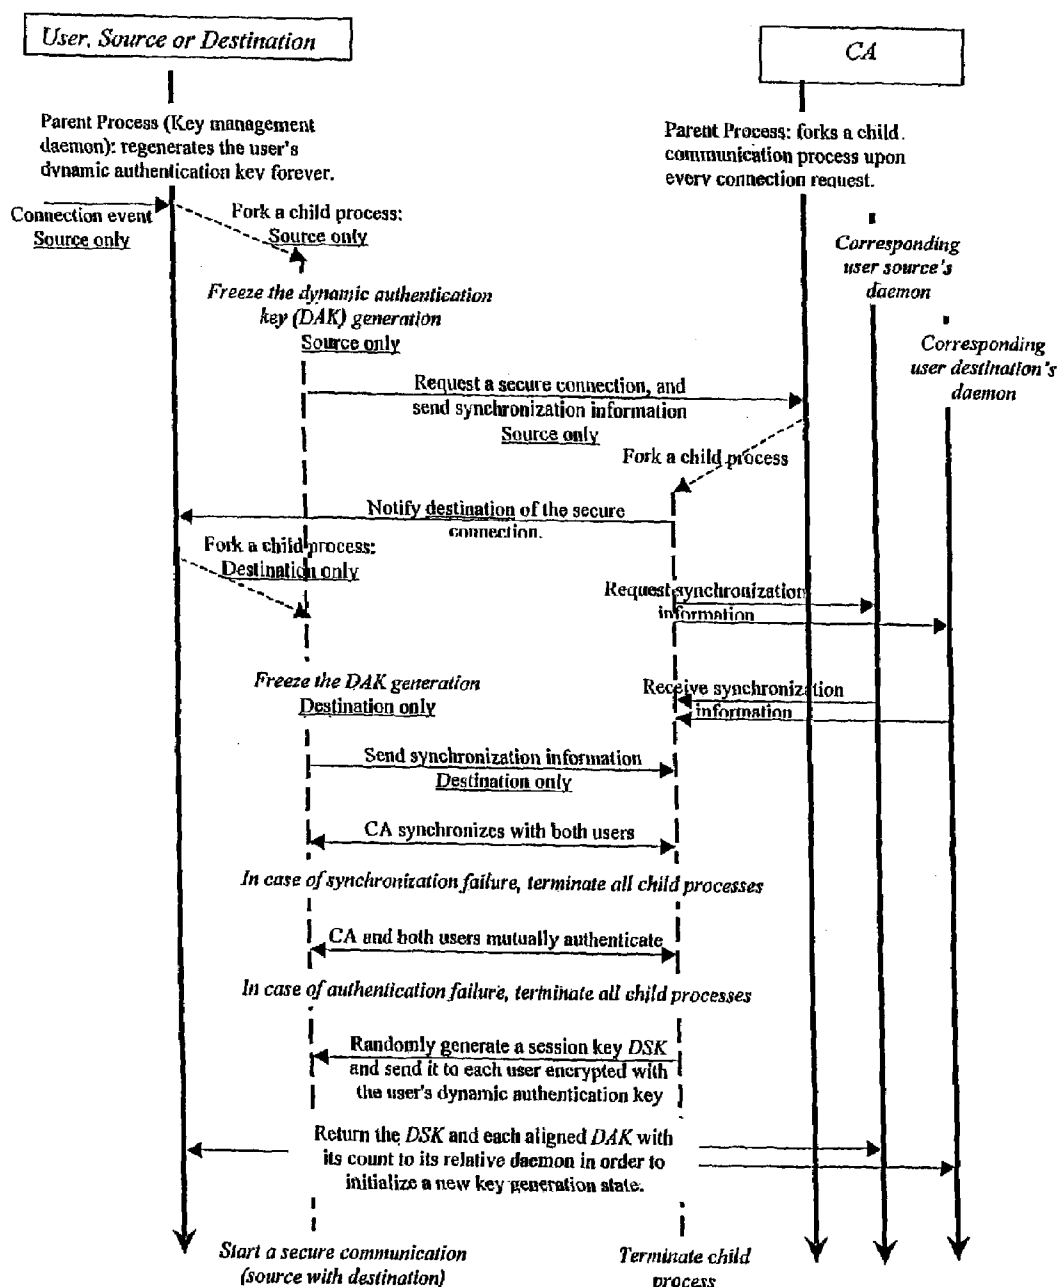 User, Source or Destination
CA
Parent Process (Key management
daemon): regenerates the user's
dynamic authentication key forever.
Parent Process: forks a child
communication process upon
every connection request.
Connection event
Source only
Fork a child process:
Source only
Corresponding
user source's
daemon
Freeze the dynamic authentication
key (DAK) generation
Source only
Corresponding
user destination's
daemon
Request a secure connection, and
send synchronization information
Source only
Fork a child process
Notify destination of the secure
connection.
Fork a child process:
Destination only
Request synchronization
information
Freeze the DAK generation
Destination only
Receive synchronization
information
Send synchronization information
Destination only
CA synchronizes with both users
In case of synchronization failure, terminate all child processes
CA and both users mutually authenticate
In case of authentication failure, terminate all child processes
Randomly generate a session key DSK
and send it to each user encrypted with
the user's dynamic authentication key
Return the DSK and each aligned DAK with
its count to its relative daemon in order to
initialize a new key generation state.
Start a secure communication
(source with destination)
Terminate child
process